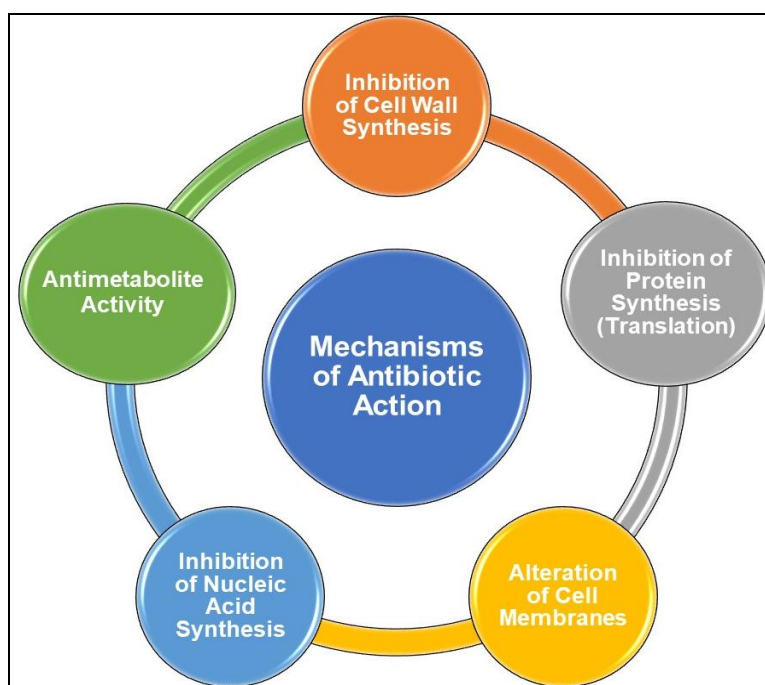 Inhibition
of Cell Wall
Synthesis
Inhibition of
Protein
Synthesis
(Translation)
Antimetabolite
Activity
Mechanisms
of Antibiotic
Action
Inhibition
of Nucleic
Acid
Synthesis
Alteration
of Cell
Membranes